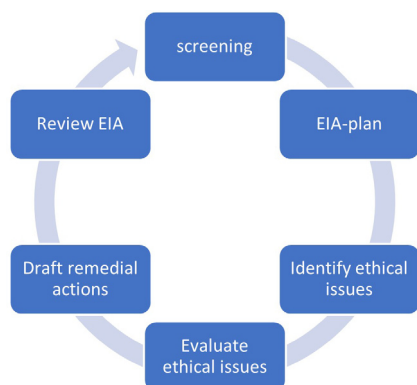 screening
EIA-plan
Identify ethical
issues
Evaluate
ethical issues
Draft remedial
actions
Review EIA